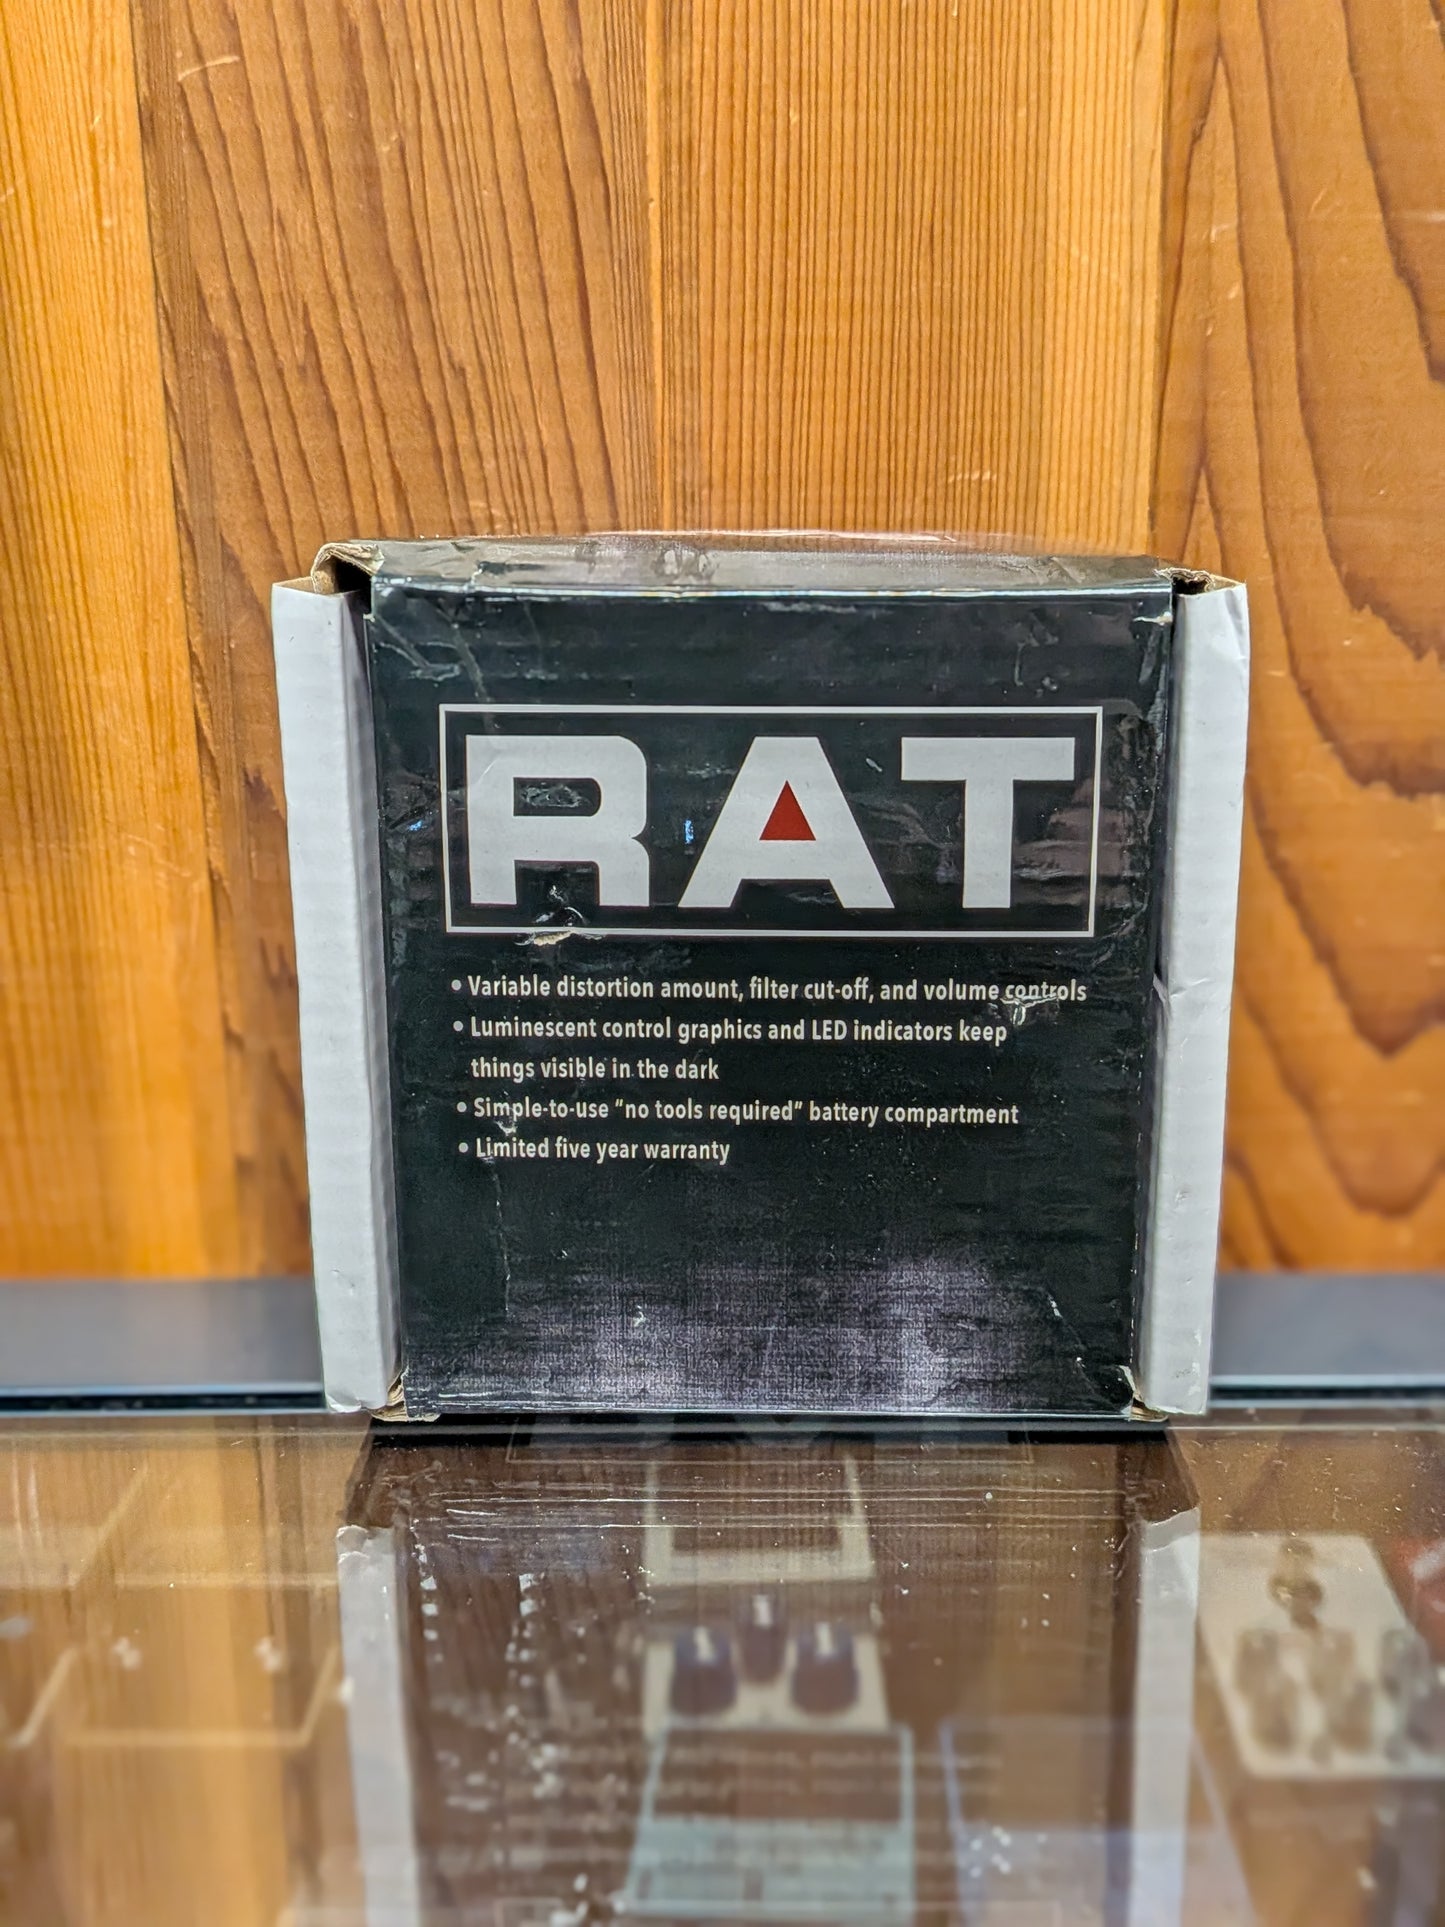 RAT
• Variable distortion amount, filter cut-off, and volume controls
• Luminescent control graphics and LED indicators keep
things visible in the dark
• Simple-to-use "no tools required" battery compartment
• Limited five year warranty